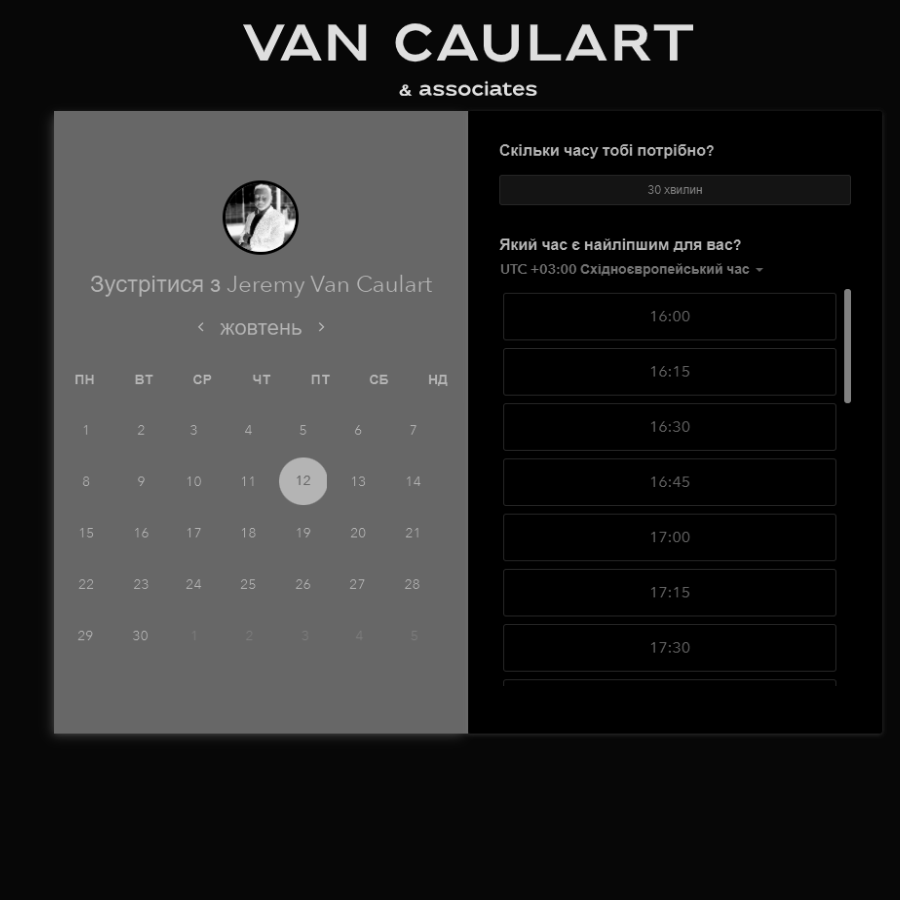 VAN CAULART
& associates
Зустрітися з Jeremy Van Caulart
жовтень
ПН ВТ СР ЧТ ПТ СБ НД
1 2 3 4 5 6 7
8 9 10 11 12 13 14
15 16 17 18 19 20 21
22 23 24 25 26 27 28
29 30 1 2 3 4 5
Скільки часу тобі потрібно?
30 хвилин
Який час є найліпшим для вас?
UTC +03:00 Східноєвропейський час
16:00
16:15
16:30
16:45
17:00
17:15
17:30